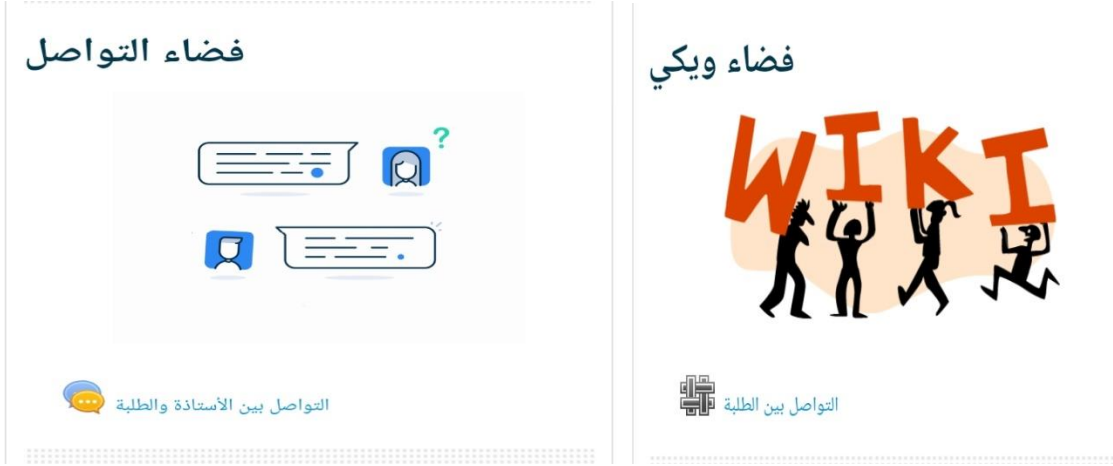 فضاء التواصل
?
التواصل بين الأستاذة والطلبة
فضاء ويكي
WIKI
التواصل بين الطلبة